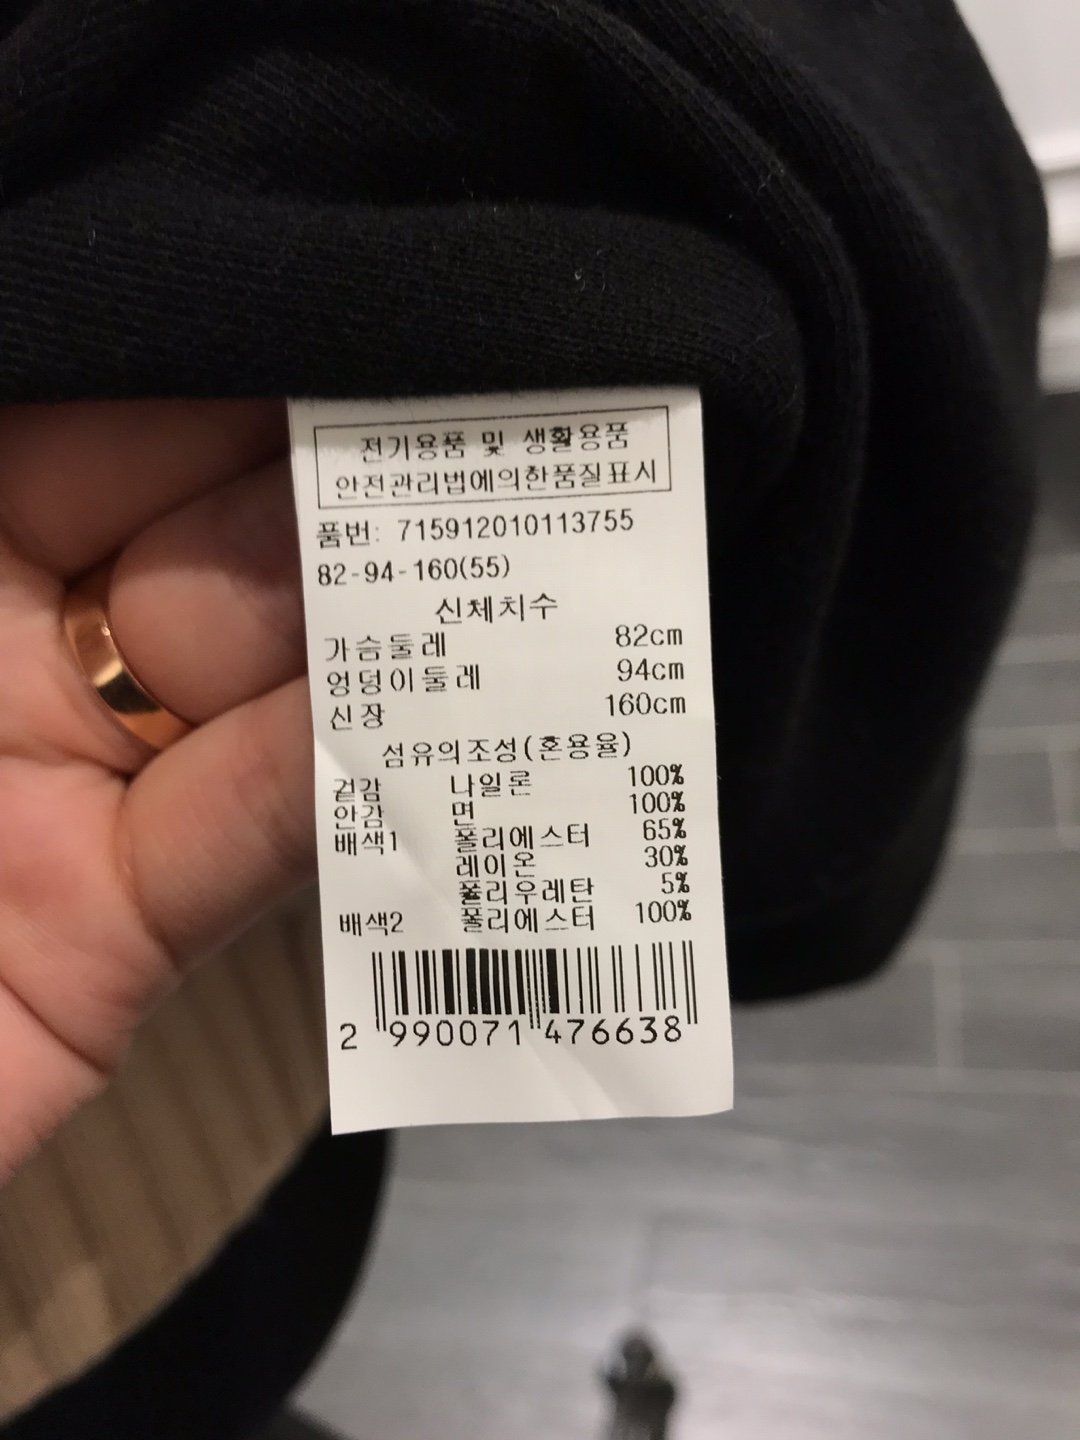 전기용품 및 생활용품
안전관리법에의한품질표시
품번: 715912010113755
82-94-160(55)
신체치수
가슴둘레 82cm
엉덩이둘레 94cm
신장 160cm
섬유의조성(혼용율)
겉감 나일론 100%
안감 면 100%
배색1 폴리에스터 65%
레이온 30%
폴리우레탄 5%
배색2 폴리에스터 100%
2 990071 476638